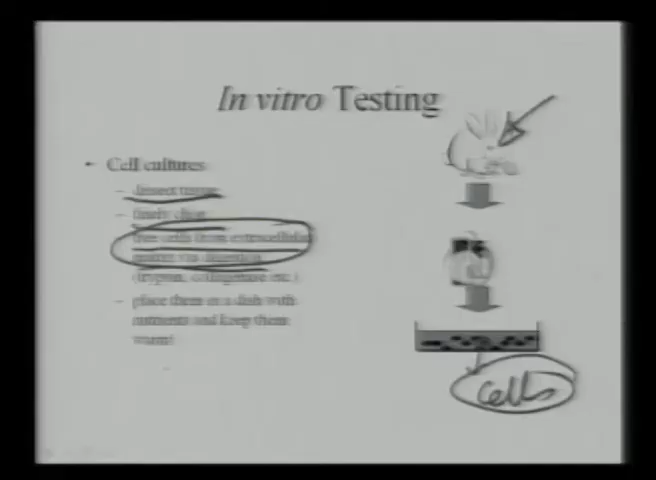 In vitro Testing
• Cell cultures
– dissect tissue
– finely chop
– free cells from extracellular
matrix via digestion
(trypsin, collagenase etc.)
– place them in a dish with
nutrients and keep them
warm!
cells